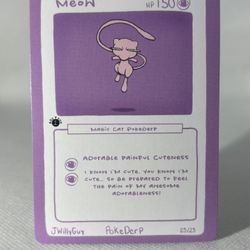 Meow HP 150
Magic Cat PokeDerp
Adorable Painful Cuteness
I know I'm cute, you know I'm
cute... so be prepared to feel
the pain of my awesome
adorableness!
JWillyGuy PokeDerp 25/25